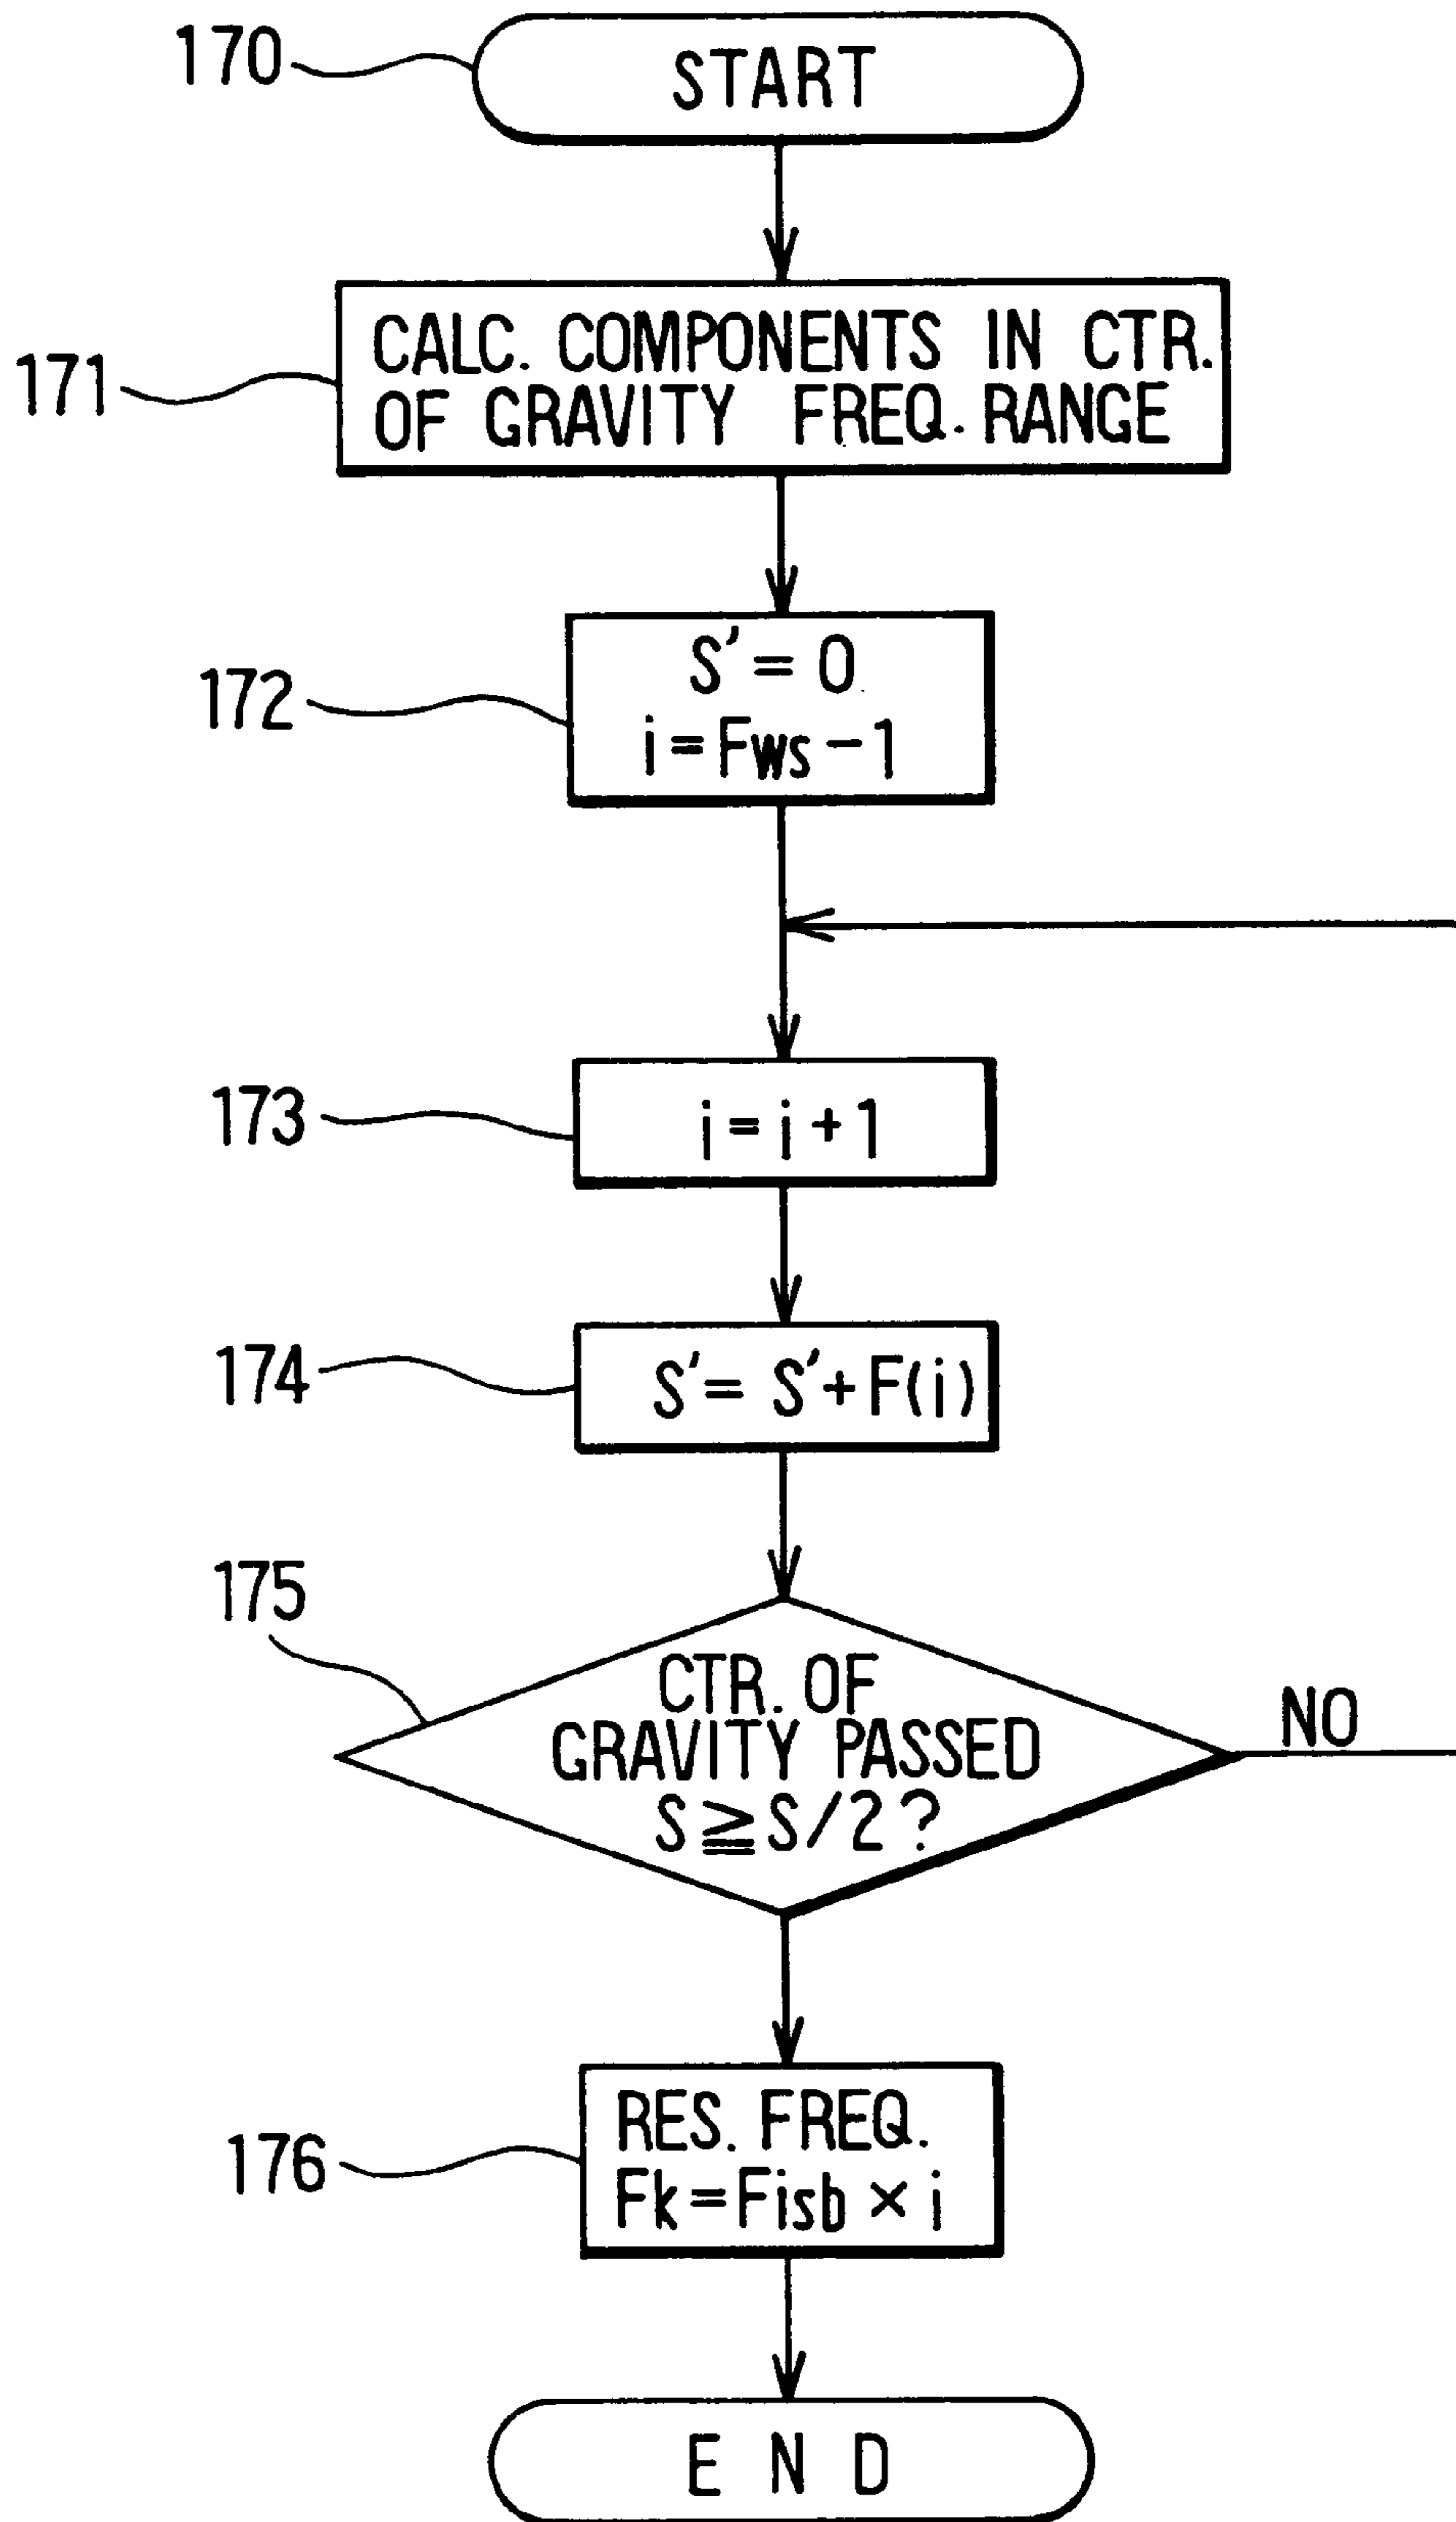 170
START
171
CALC. COMPONENTS IN CTR.
OF GRAVITY FREQ. RANGE
172
S' = 0
i = Fws - 1
173
i = i + 1
174
S' = S' + F(i)
175
CTR. OF
GRAVITY PASSED
S ≧ S/2 ?
NO
176
RES. FREQ.
Fk = Fisb × i
END